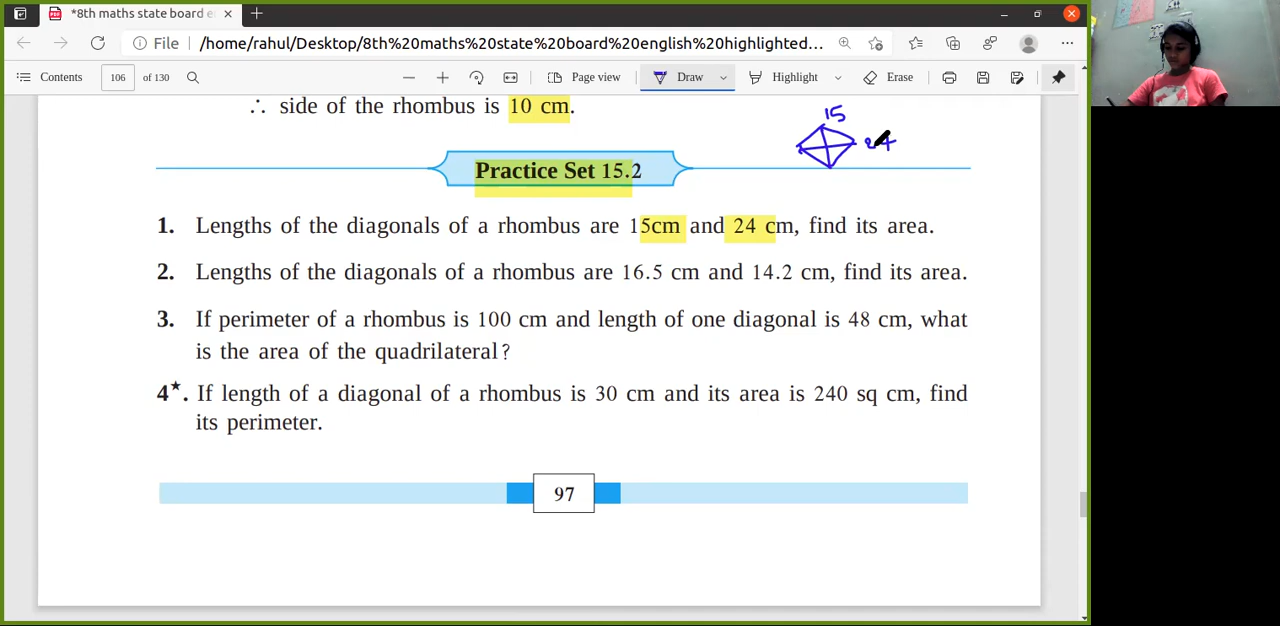 *8th maths state board e
File /home/rahul/Desktop/8th%20maths%20state%20board%20english%20highlighted...
Contents 106 of 130 Page view Draw Highlight Erase
∴ side of the rhombus is 10 cm.
15
24
Practice Set 15.2
1. Lengths of the diagonals of a rhombus are 15cm and 24 cm, find its area.
2. Lengths of the diagonals of a rhombus are 16.5 cm and 14.2 cm, find its area.
3. If perimeter of a rhombus is 100 cm and length of one diagonal is 48 cm, what
is the area of the quadrilateral?
4★. If length of a diagonal of a rhombus is 30 cm and its area is 240 sq cm, find
its perimeter.
97